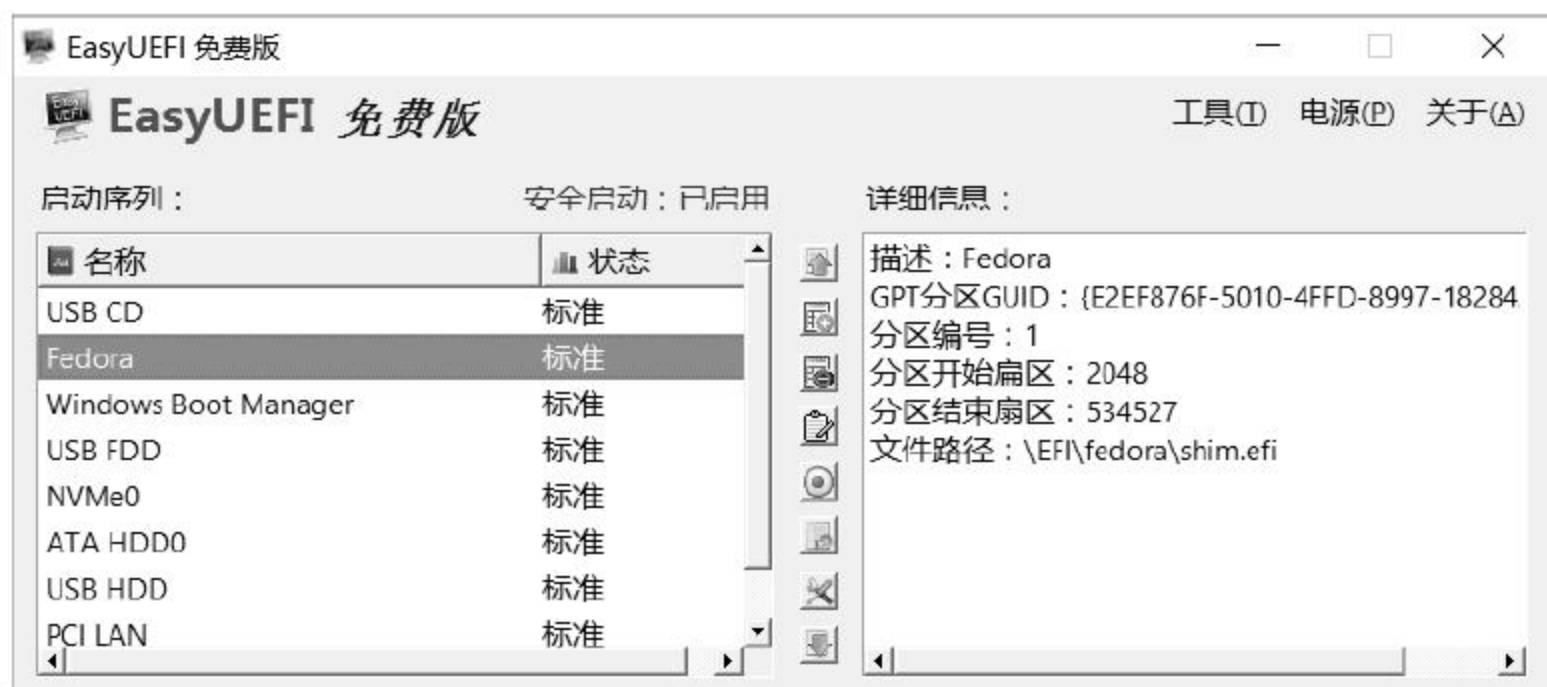 EasyUEFI 免费版
EasyUEFI 免费版
工具(T) 电源(P) 关于(A)
启动序列：
安全启动：已启用
名称 状态
USB CD 标准
Fedora 标准
Windows Boot Manager 标准
USB FDD 标准
NVMe0 标准
ATA HDD0 标准
USB HDD 标准
PCI LAN 标准
详细信息：
描述：Fedora
GPT分区GUID：{E2EF876F-5010-4FFD-8997-18284
分区编号：1
分区开始扁区：2048
分区结束扇区：534527
文件路径：\EFI\fedora\shim.efi